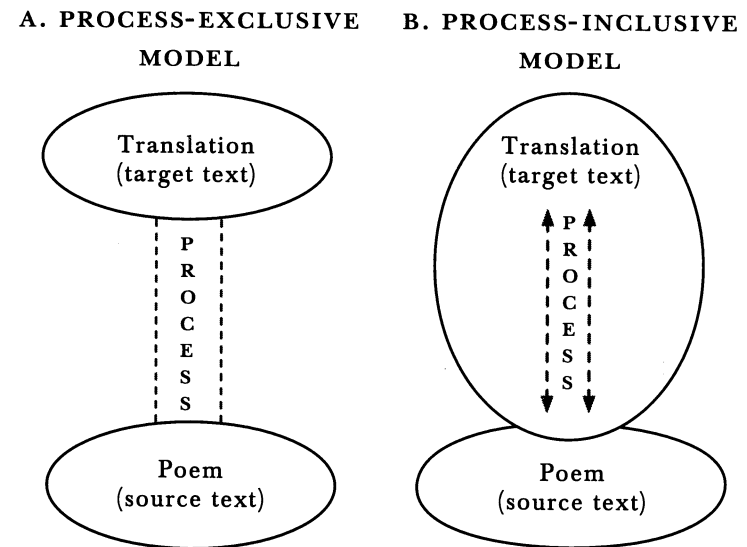 A. PROCESS-EXCLUSIVE
MODEL
Translation
(target text)
P
R
O
C
E
S
S
Poem
(source text)
B. PROCESS-INCLUSIVE
MODEL
Translation
(target text)
P
R
O
C
E
S
S
Poem
(source text)